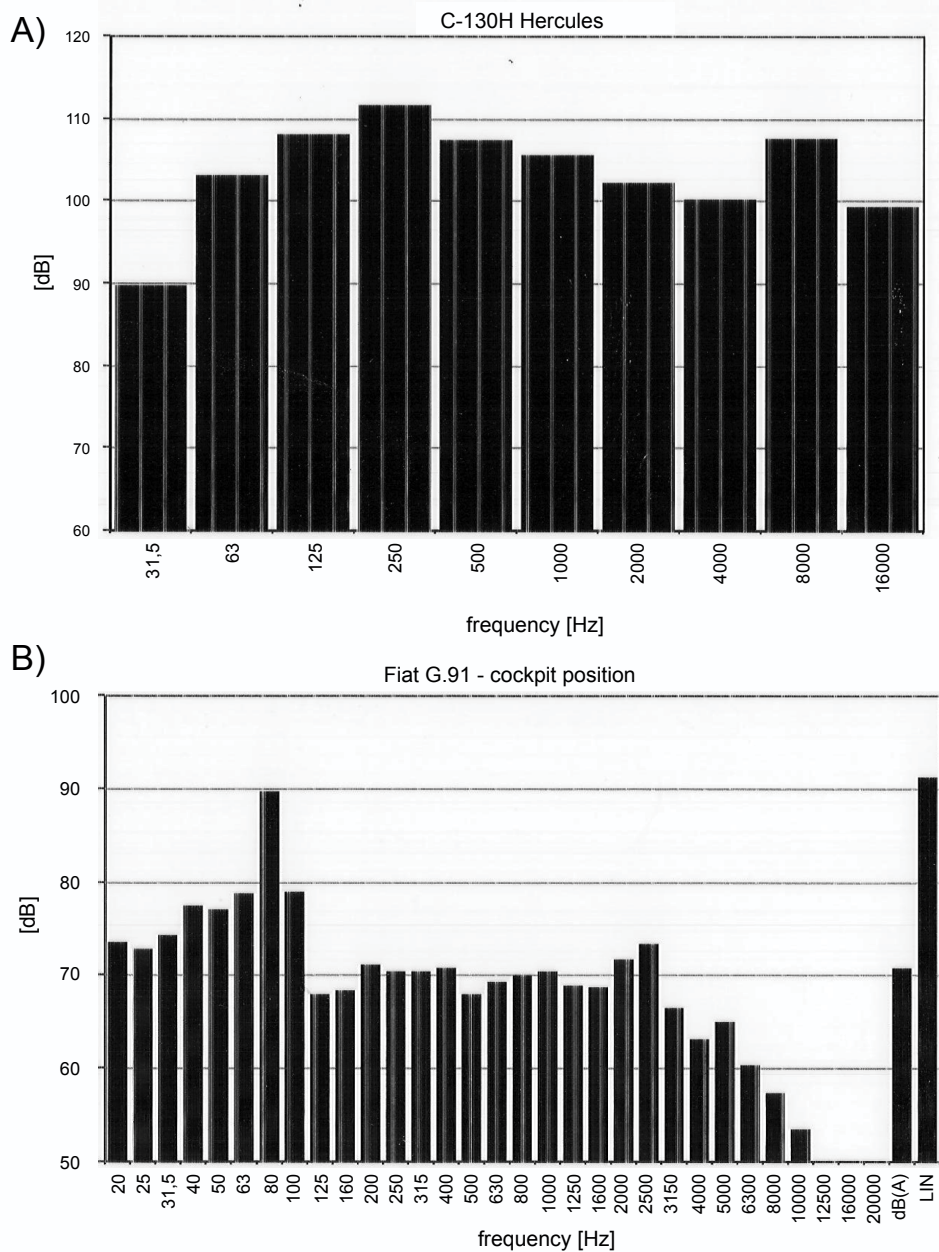 A)
C-130H Hercules
120
110
100
90
80
70
60
[dB]
31,5 63 125 250 500 1000 2000 4000 8000 16000
frequency [Hz]
B)
Fiat G.91 - cockpit position
100
90
80
70
60
50
[dB]
20 25 31,5 40 50 63 80 100 125 160 200 250 315 400 500 630 800 1000 1250 1600 2000 2500 3150 4000 5000 6300 8000 10000 12500 16000 20000 dB(A) LIN
frequency [Hz]